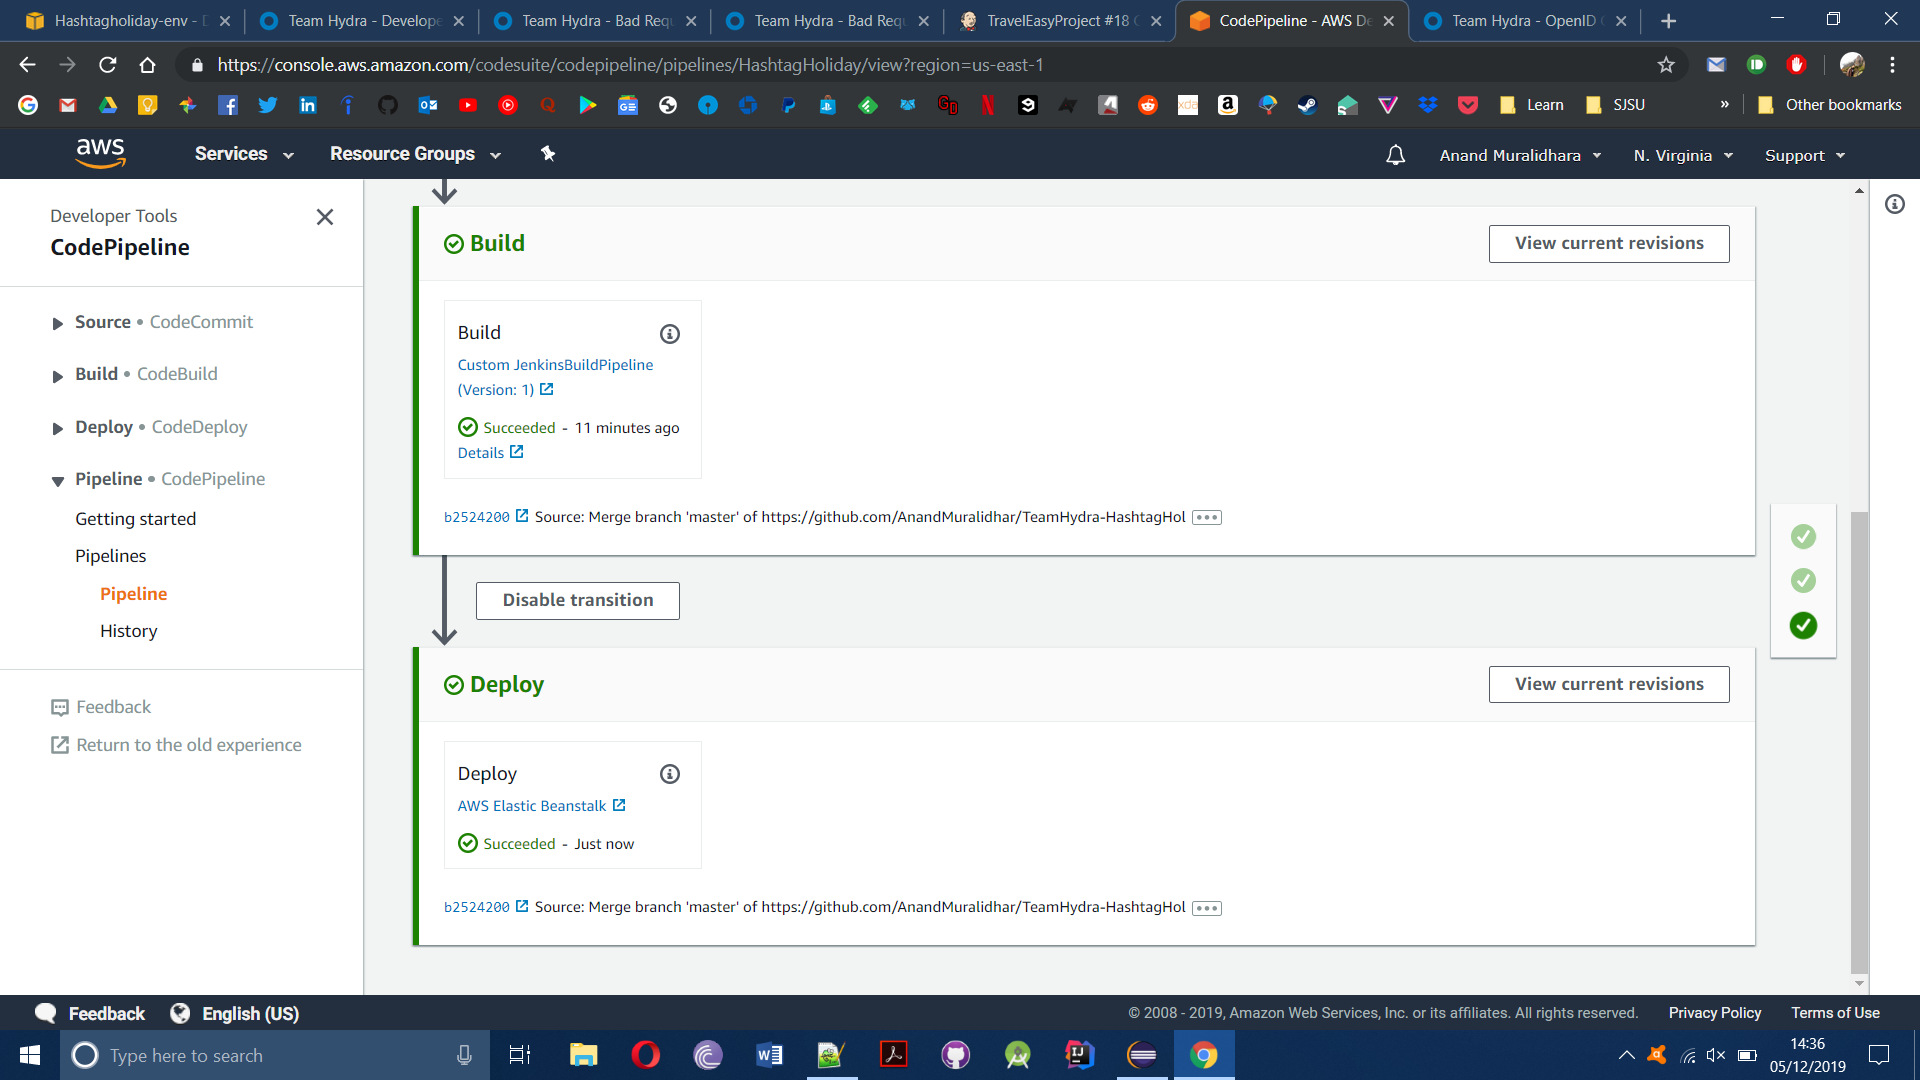 Hashtagholiday-env - D
Team Hydra - Develope
Team Hydra - Bad Requ
Team Hydra - Bad Requ
TravelEasyProject #18 C
CodePipeline - AWS De
Team Hydra - OpenID C
https://console.aws.amazon.com/codesuite/codepipeline/pipelines/HashtagHoliday/view?region=us-east-1
Learn
SJSU
»
Other bookmarks
aws
Services
Resource Groups
Anand Muralidhara
N. Virginia
Support
Developer Tools
CodePipeline
Source • CodeCommit
Build • CodeBuild
Deploy • CodeDeploy
Pipeline • CodePipeline
Getting started
Pipelines
Pipeline
History
Feedback
Return to the old experience
Build
View current revisions
Build
Custom JenkinsBuildPipeline
(Version: 1)
Succeeded - 11 minutes ago
Details
b2524200 Source: Merge branch 'master' of https://github.com/AnandMuralidhar/TeamHydra-HashtagHol
Disable transition
Deploy
View current revisions
Deploy
AWS Elastic Beanstalk
Succeeded - Just now
b2524200 Source: Merge branch 'master' of https://github.com/AnandMuralidhar/TeamHydra-HashtagHol
Feedback
English (US)
© 2008 - 2019, Amazon Web Services, Inc. or its affiliates. All rights reserved.
Privacy Policy
Terms of Use
Type here to search
14:36
05/12/2019